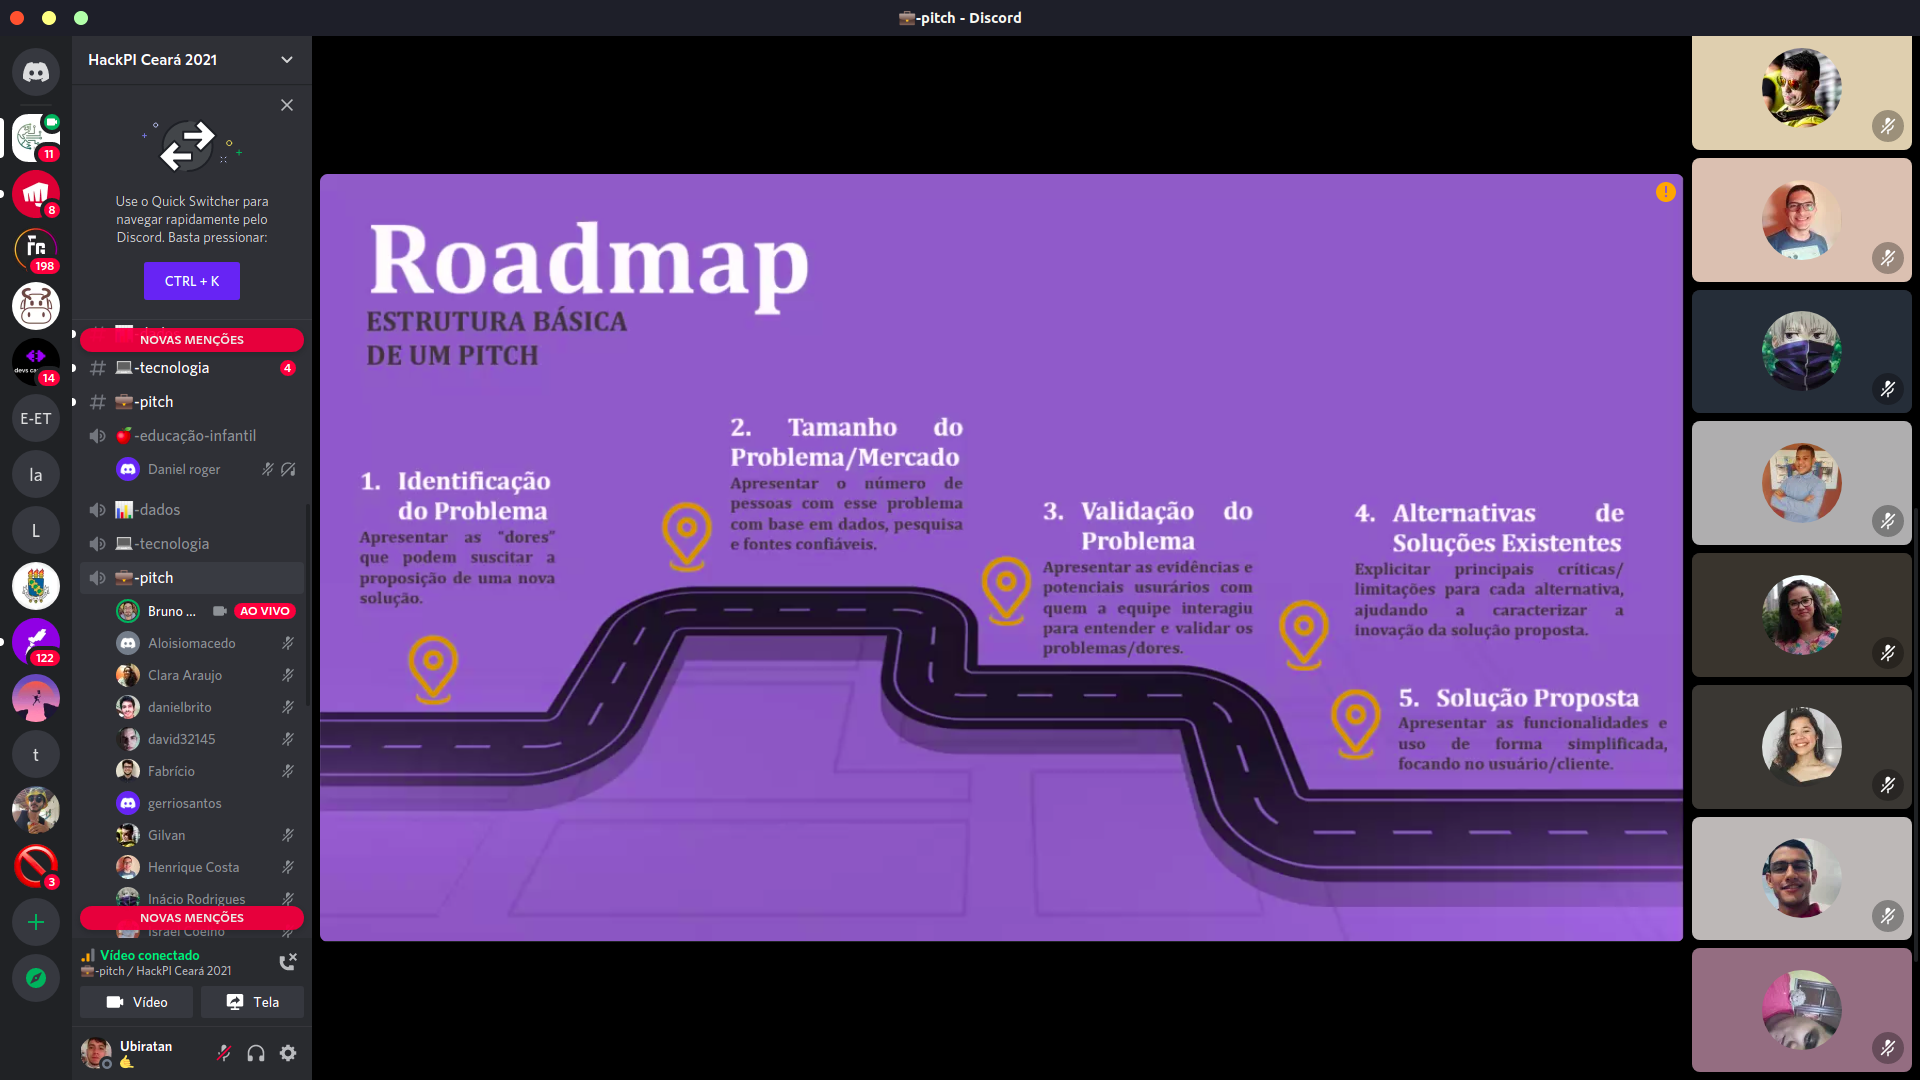 💼-pitch - Discord
HackPI Ceará 2021
Use o Quick Switcher para
navegar rapidamente pelo
Discord. Basta pressionar:
CTRL + K
NOVAS MENÇÕES
💻-tecnologia 4
💼-pitch
🍎-educação-infantil
Daniel roger
📊-dados
💻-tecnologia
💼-pitch
Bruno ... AO VIVO
Aloisiomacedo
Clara Araujo
danielbrito
david32145
Fabrício
gerriosantos
Gilvan
Henrique Costa
Inácio Rodrigues
NOVAS MENÇÕES
Israel Coelho
Vídeo conectado
💼-pitch / HackPI Ceará 2021
Vídeo Tela
Ubiratan
11
8
FG
198
14
E-ET
la
L
122
t
3
Roadmap
ESTRUTURA BÁSICA
DE UM PITCH
1. Identificação
do Problema
Apresentar as "dores"
que podem suscitar a
proposição de uma nova
solução.
2. Tamanho do
Problema/Mercado
Apresentar o número de
pessoas com esse problema
com base em dados, pesquisa
e fontes confiáveis.
3. Validação do
Problema
Apresentar as evidências e
potenciais usurários com
quem a equipe interagiu
para entender e validar os
problemas/dores.
4. Alternativas de
Soluções Existentes
Explicitar principais críticas/
limitações para cada alternativa,
ajudando a caracterizar a
inovação da solução proposta.
5. Solução Proposta
Apresentar as funcionalidades e
uso de forma simplificada,
focando no usuário/cliente.